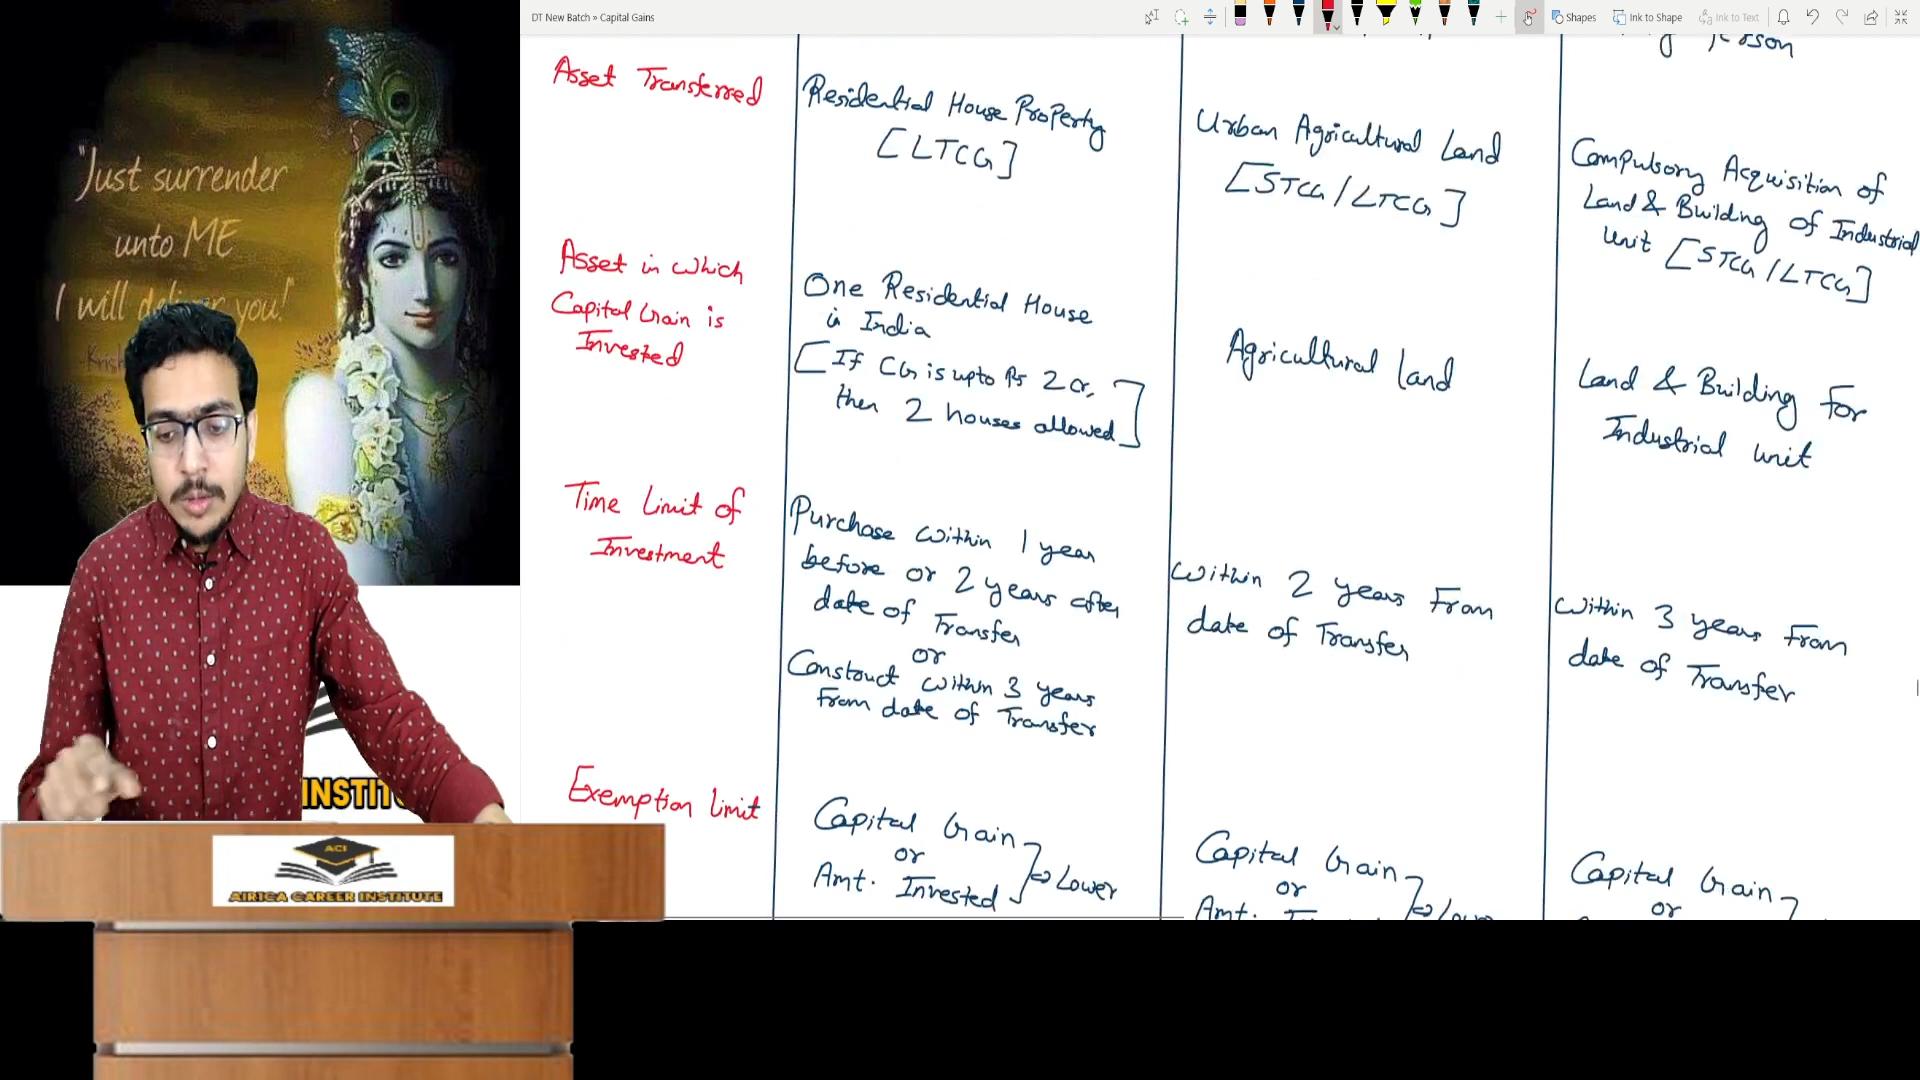 DT New Batch » Capital Gains
Shapes
Ink to Shape
Ink to Text
"Just surrender
unto ME
I will deliver you!"
Asset Transferred
Residential House Property
[LTCG]
Urban Agricultural Land
[STCG/LTCG]
Compulsory Acquisition of
Land & Building of Industrial
Unit [STCG/LTCG]
Asset in which
Capital Gain is
Invested
One Residential House
in India
[If CG is upto Rs 2 Cr,
then 2 houses allowed]
Agricultural Land
Land & Building For
Industrial unit
Time Limit of
Investment
Purchase within 1 year
before or 2 years after
date of Transfer
or
Construct within 3 years
From date of Transfer
Within 2 years From
date of Transfer
Within 3 years From
date of Transfer
Exemption Limit
Capital Gain
or
Amt. Invested
⇒ Lower
Capital Gain
or
Amt.
Capital Gain
or
INSTIT
ACI
AIRICA CAREER INSTITUTE